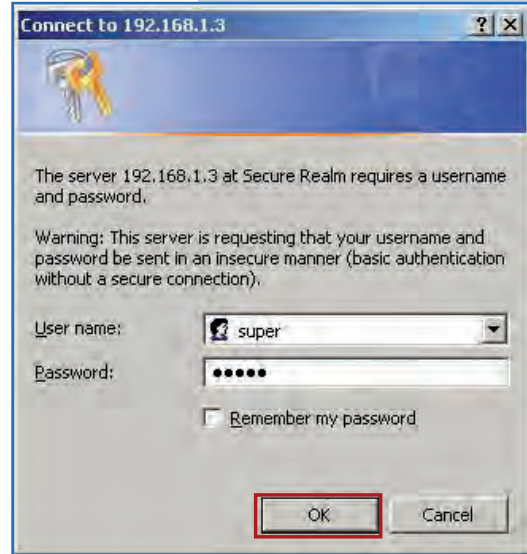 Connect to 192.168.1.3
The server 192.168.1.3 at Secure Realm requires a username
and password.
Warning: This server is requesting that your username and
password be sent in an insecure manner (basic authentication
without a secure connection).
User name: super
Password: •••••
Remember my password
OK Cancel